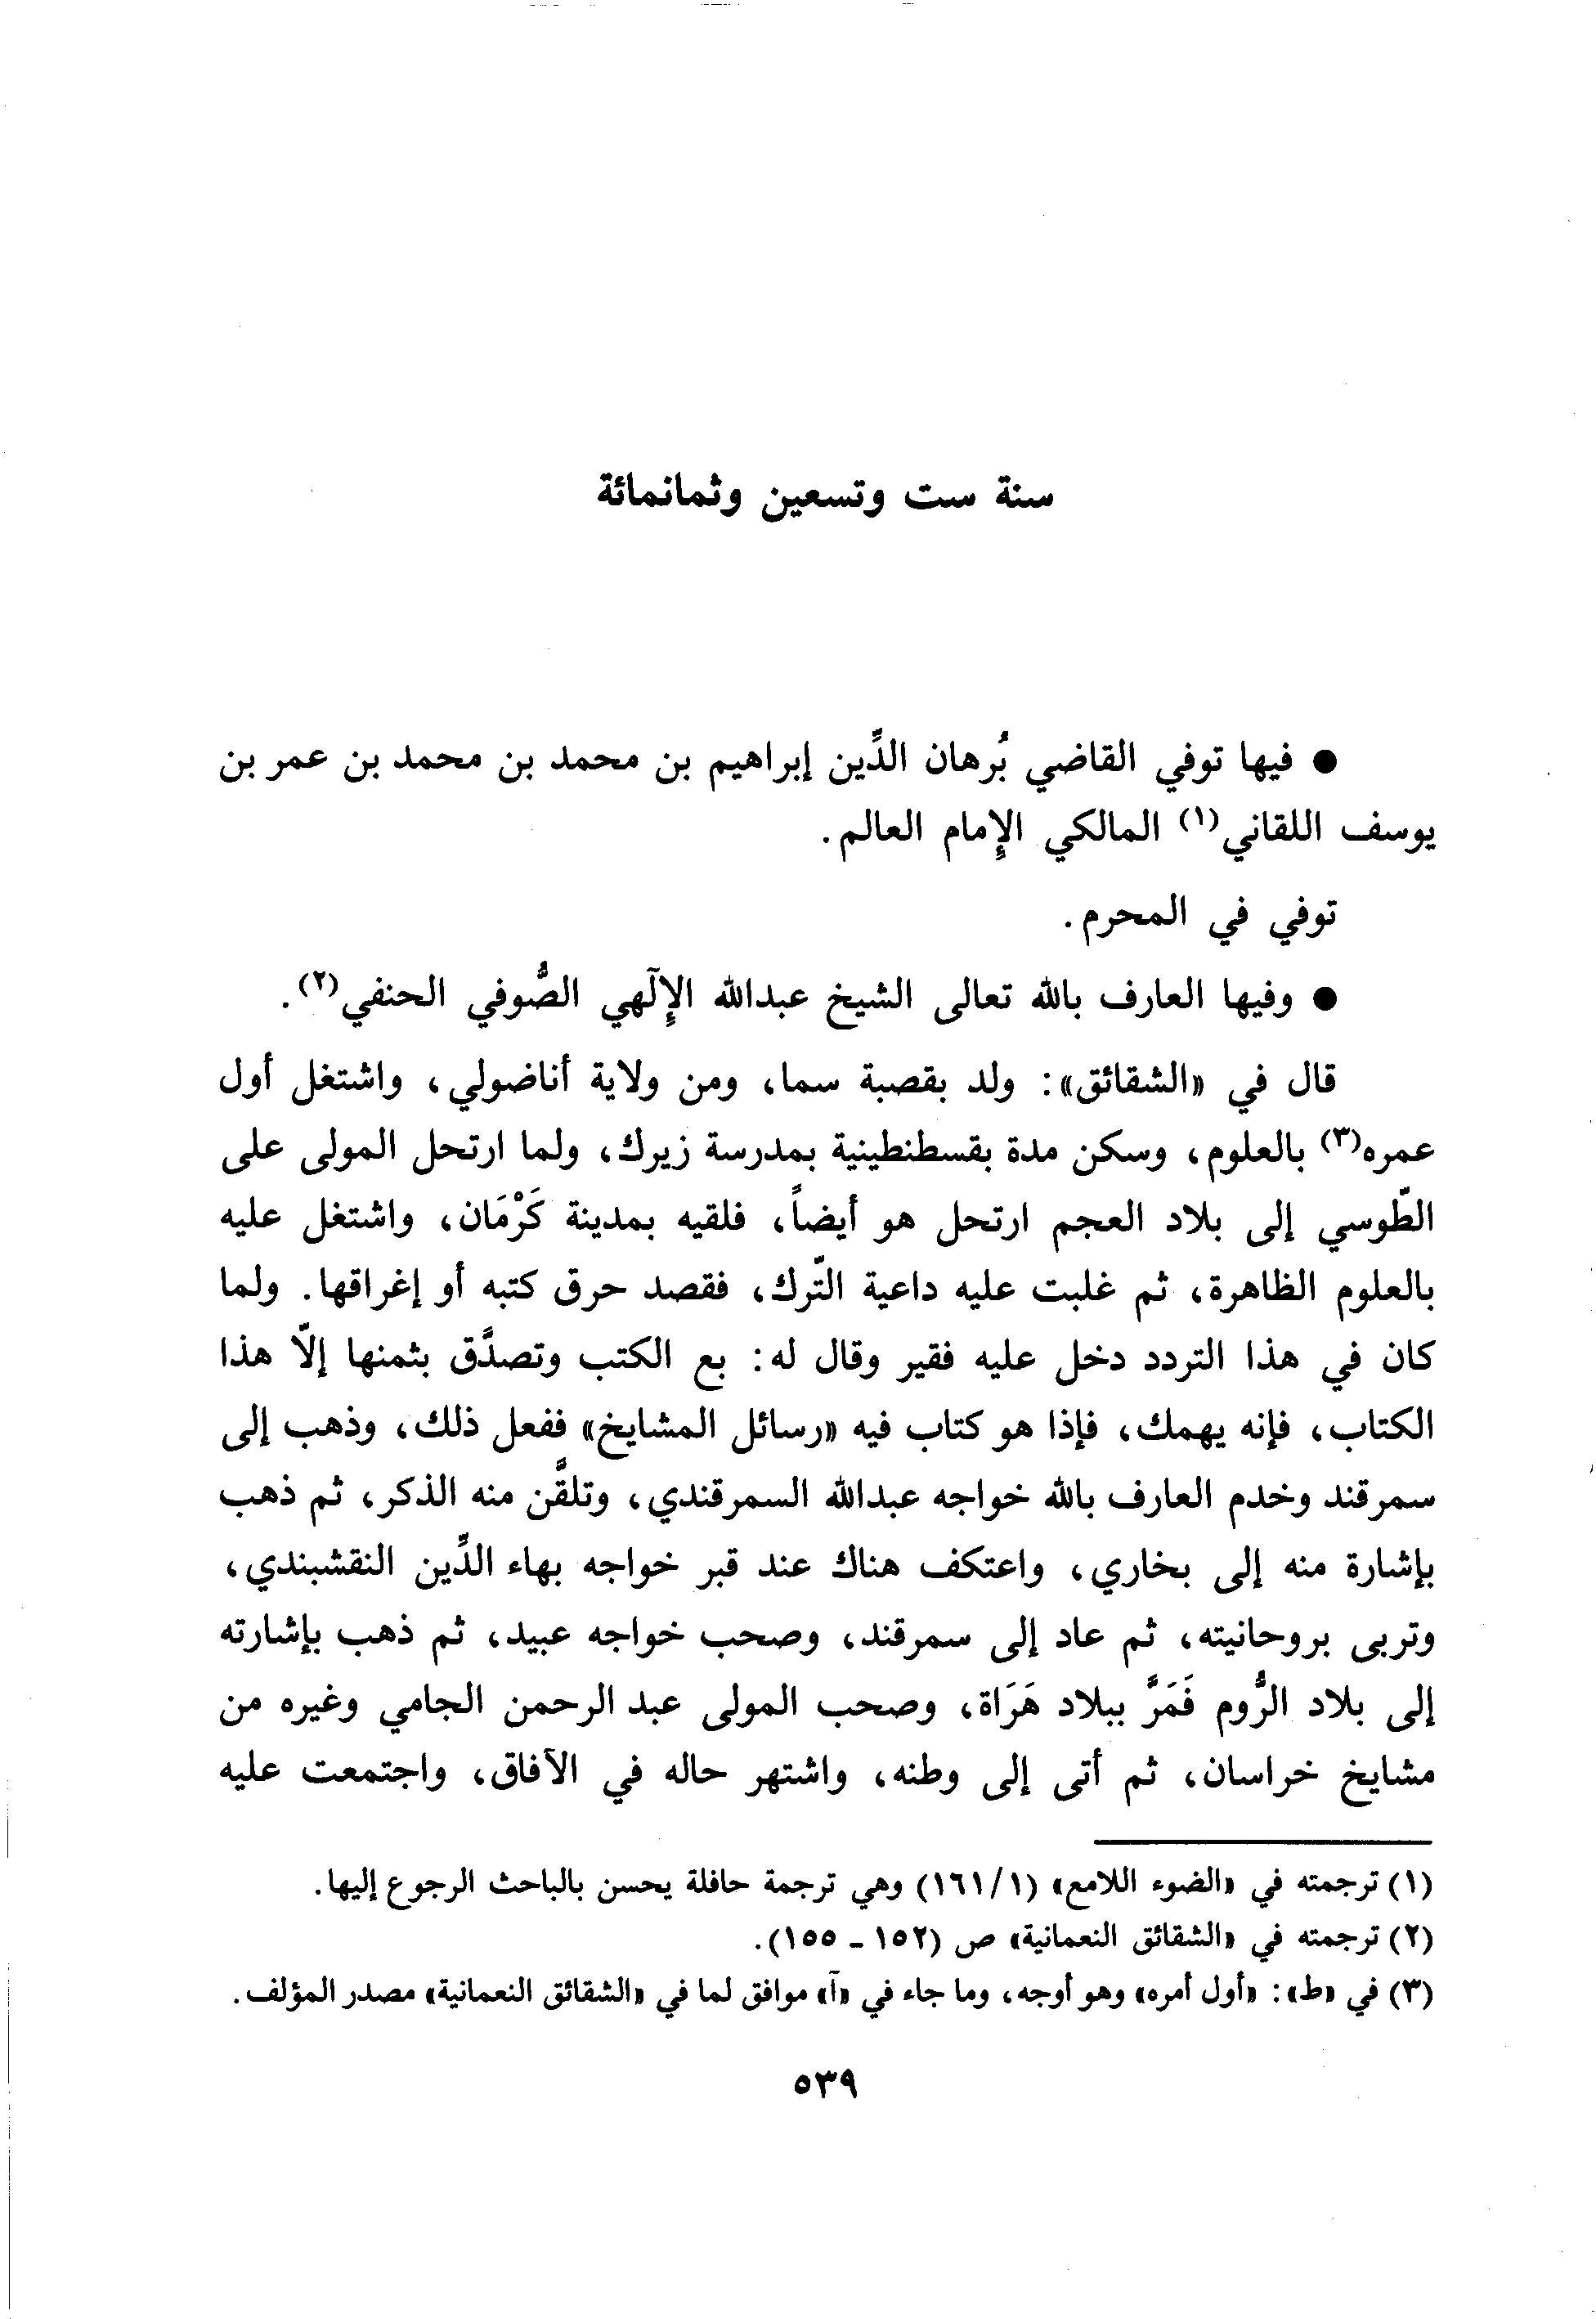 سنة ست وتسعين وثمانمائة
● فيها توفي القاضي بُرهان الدِّين إبراهيم بن محمد بن محمد بن عمر بن
يوسف اللقاني(١) المالكي الإِمام العالم.
توفي في المحرم.
● وفيها العارف بالله تعالى الشيخ عبدالله الإِلٓهي الصُّوفي الحنفي(٢).
قال في «الشقائق»: ولد بقصبة سما، ومن ولاية أناضولي، واشتغل أول
عمره(٣) بالعلوم، وسكن مدة بقسطنطينية بمدرسة زيرك، ولما ارتحل المولى على
الطّوسي إلى بلاد العجم ارتحل هو أيضاً، فلقيه بمدينة كَرْمَان، واشتغل عليه
بالعلوم الظاهرة، ثم غلبت عليه داعية التّرك، فقصد حرق كتبه أو إغراقها. ولما
كان في هذا التردد دخل عليه فقير وقال له: بع الكتب وتصدَّق بثمنها إلّا هذا
الكتاب، فإنه يهمك، فإذا هو كتاب فيه «رسائل المشايخ» ففعل ذلك، وذهب إلى
سمرقند وخدم العارف بالله خواجه عبدالله السمرقندي، وتلقَّن منه الذكر، ثم ذهب
بإشارة منه إلى بخاري، واعتكف هناك عند قبر خواجه بهاء الدِّين النقشبندي،
وتربى بروحانيته، ثم عاد إلى سمرقند، وصحب خواجه عبيد، ثم ذهب بإشارته
إلى بلاد الرُّوم فَمَرَّ ببلاد هَرَاة، وصحب المولى عبد الرحمن الجامي وغيره من
مشايخ خراسان، ثم أتى إلى وطنه، واشتهر حاله في الآفاق، واجتمعت عليه
(١) ترجمته في «الضوء اللامع» (١/١٦١) وهي ترجمة حافلة يحسن بالباحث الرجوع إليها.
(٢) ترجمته في «الشقائق النعمانية» ص (١٥٢ - ١٥٥).
(٣) في «ط»: «أول أمره» وهو أوجه، وما جاء في «آ» موافق لما في «الشقائق النعمانية» مصدر المؤلف.
٥٣٩